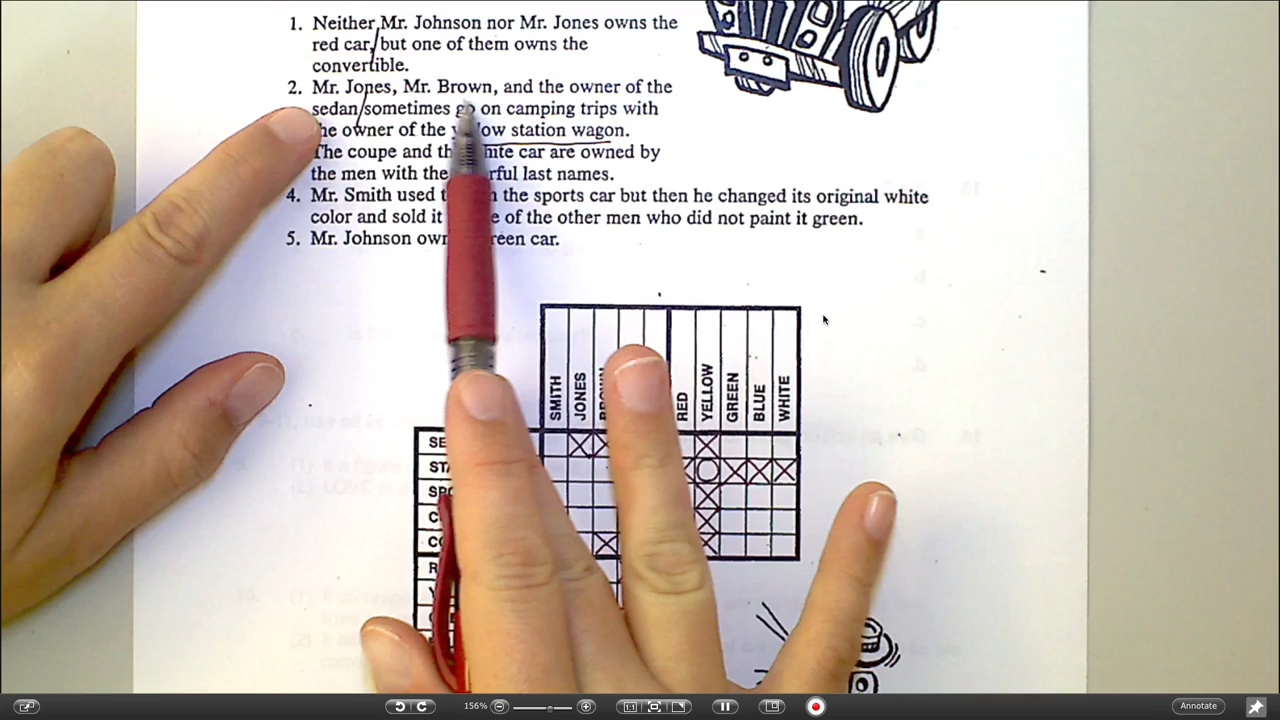 1. Neither Mr. Johnson nor Mr. Jones owns the
red car, but one of them owns the
convertible.
2. Mr. Jones, Mr. Brown, and the owner of the
sedan sometimes go on camping trips with
owner of the station wagon.
The coupe and car are owned by
the men with the last names.
4. Mr. Smith used the sports car but then he changed its original white
color and sold it of the other men who did not paint it green.
5. Mr. Johnson car.
SMITH JONES RED YELLOW GREEN BLUE WHITE
156%
Annotate